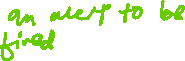 an alert to be
fired